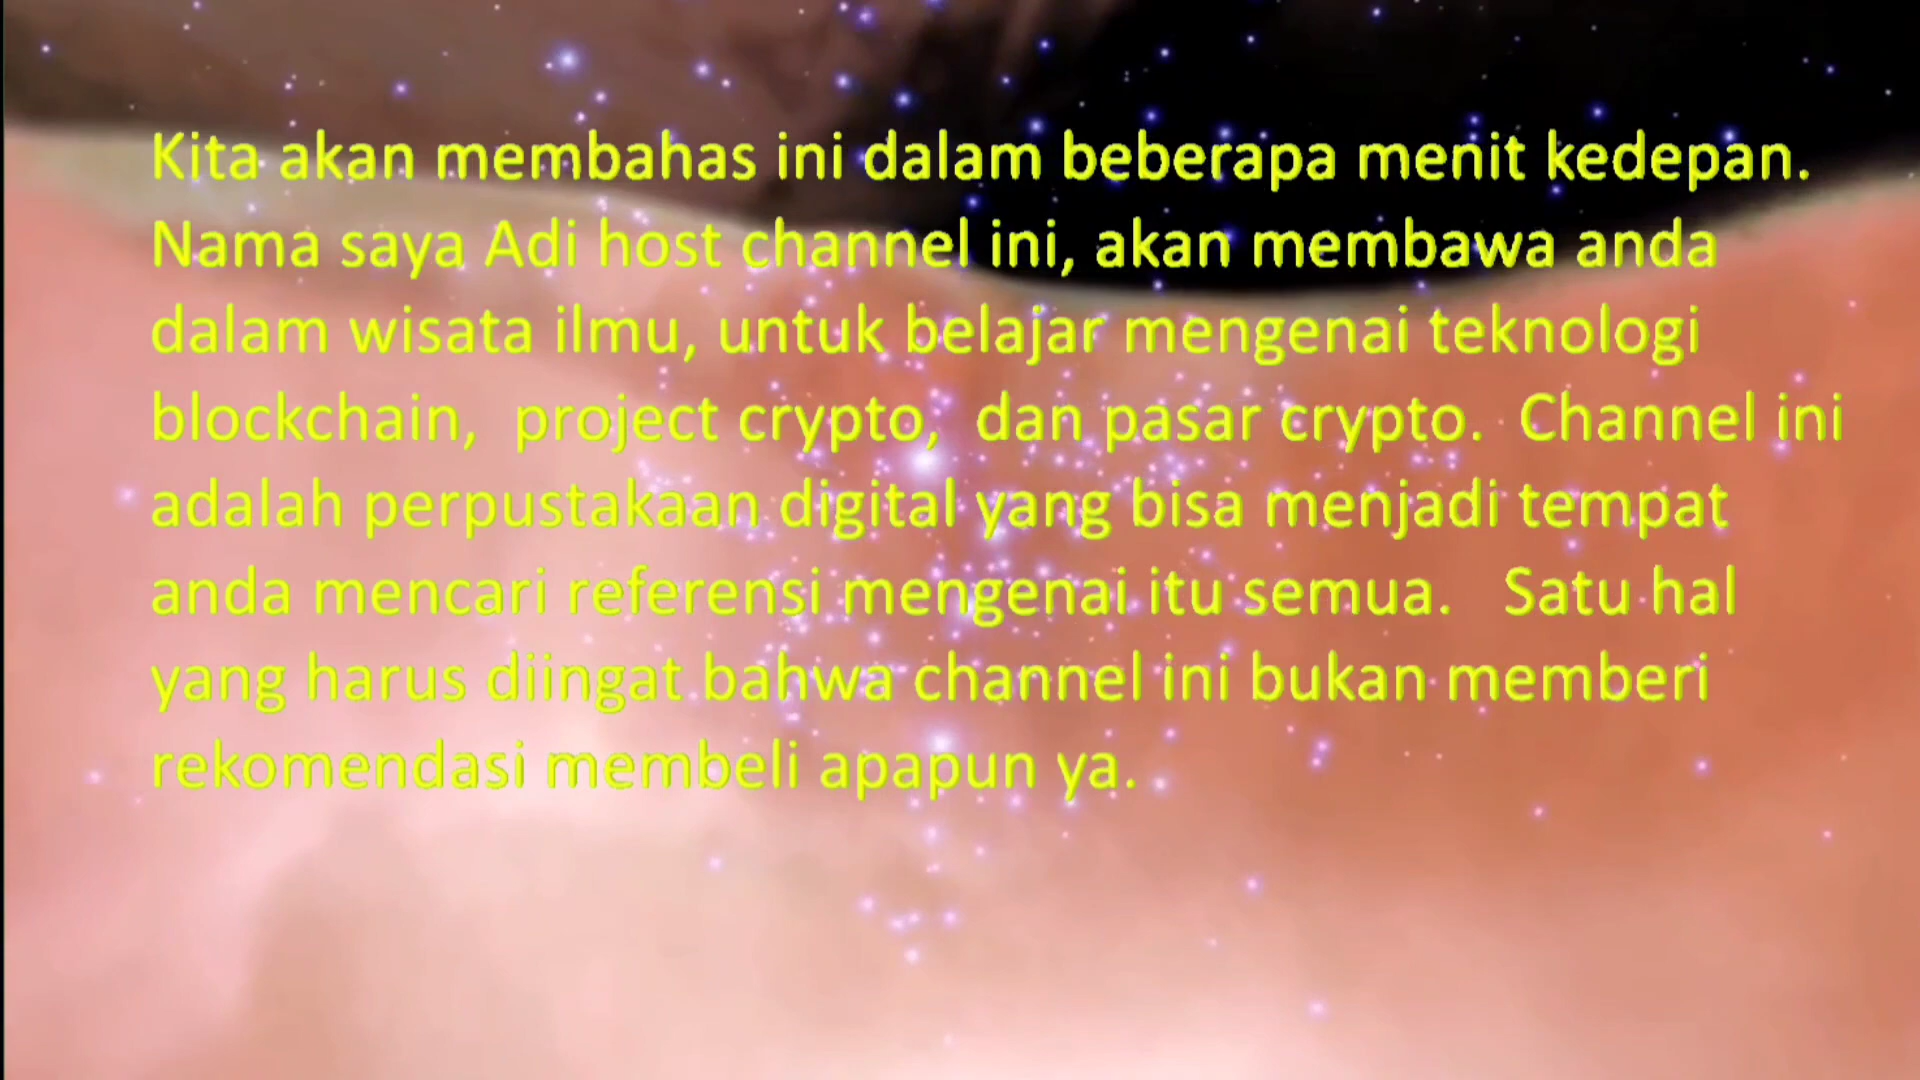 Kita akan membahas ini dalam beberapa menit kedepan.
Nama saya Adi host channel ini, akan membawa anda
dalam wisata ilmu, untuk belajar mengenai teknologi
blockchain,  project crypto,  dan pasar crypto.  Channel ini
adalah perpustakaan digital yang bisa menjadi tempat
anda mencari referensi mengenai itu semua.   Satu hal
yang harus diingat bahwa channel ini bukan memberi
rekomendasi membeli apapun ya.